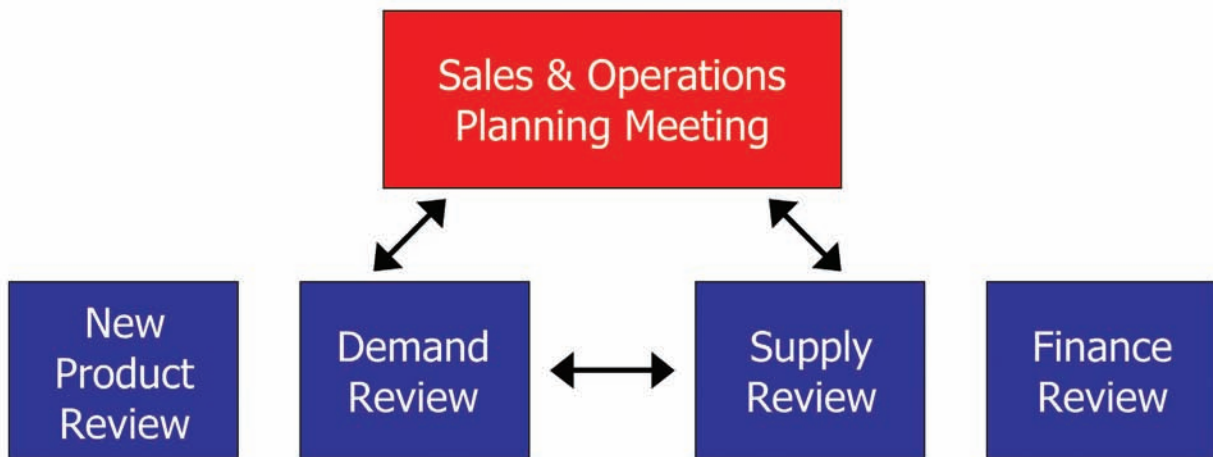 Sales & Operations
Planning Meeting
New
Product
Review
Demand
Review
Supply
Review
Finance
Review